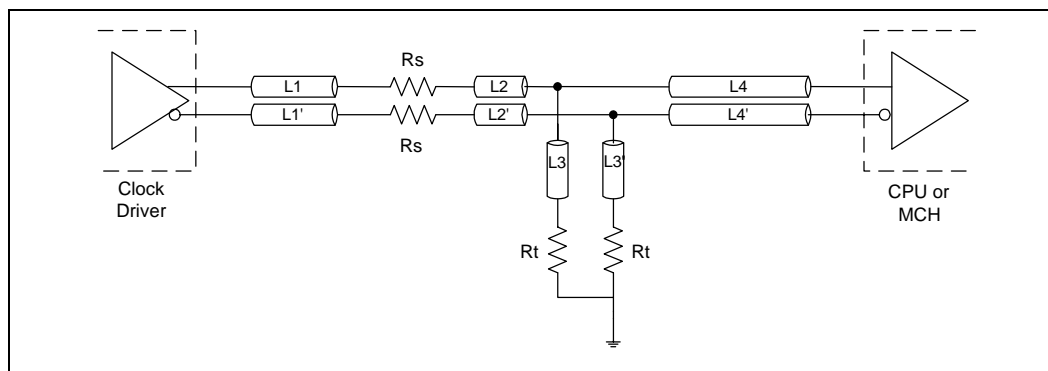 Rs
L1
L2
L4
L1'
L2'
L4'
Rs
L3
L3'
Clock
Driver
CPU or
MCH
Rt
Rt